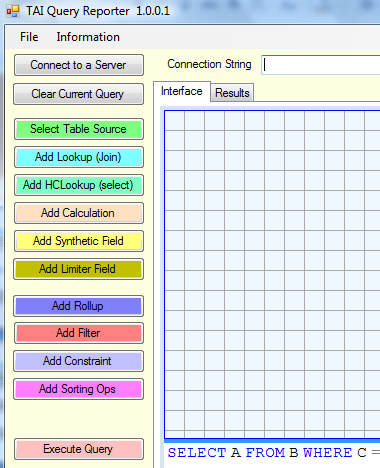 TAI Query Reporter 1.0.0.1
File Information
Connect to a Server
Connection String
Clear Current Query
Interface Results
Select Table Source
Add Lookup (Join)
Add HCLookup (select)
Add Calculation
Add Synthetic Field
Add Limiter Field
Add Rollup
Add Filter
Add Constraint
Add Sorting Ops
Execute Query
SELECT A FROM B WHERE C =